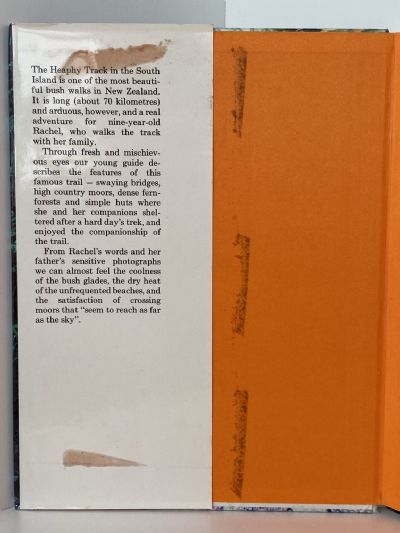 The Heaphy Track in the South
Island is one of the most beauti-
ful bush walks in New Zealand.
It is long (about 70 kilometres)
and arduous, however, and a real
adventure for nine-year-old
Rachel, who walks the track
with her family.
Through fresh and mischiev-
ous eyes our young guide de-
scribes the features of this
famous trail – swaying bridges,
high country moors, dense fern-
forests and simple huts where
she and her companions shel-
tered after a hard day's trek, and
enjoyed the companionship of
the trail.
From Rachel's words and her
father's sensitive photographs
we can almost feel the coolness
of the bush glades, the dry heat
of the unfrequented beaches, and
the satisfaction of crossing
moors that "seem to reach as far
as the sky".